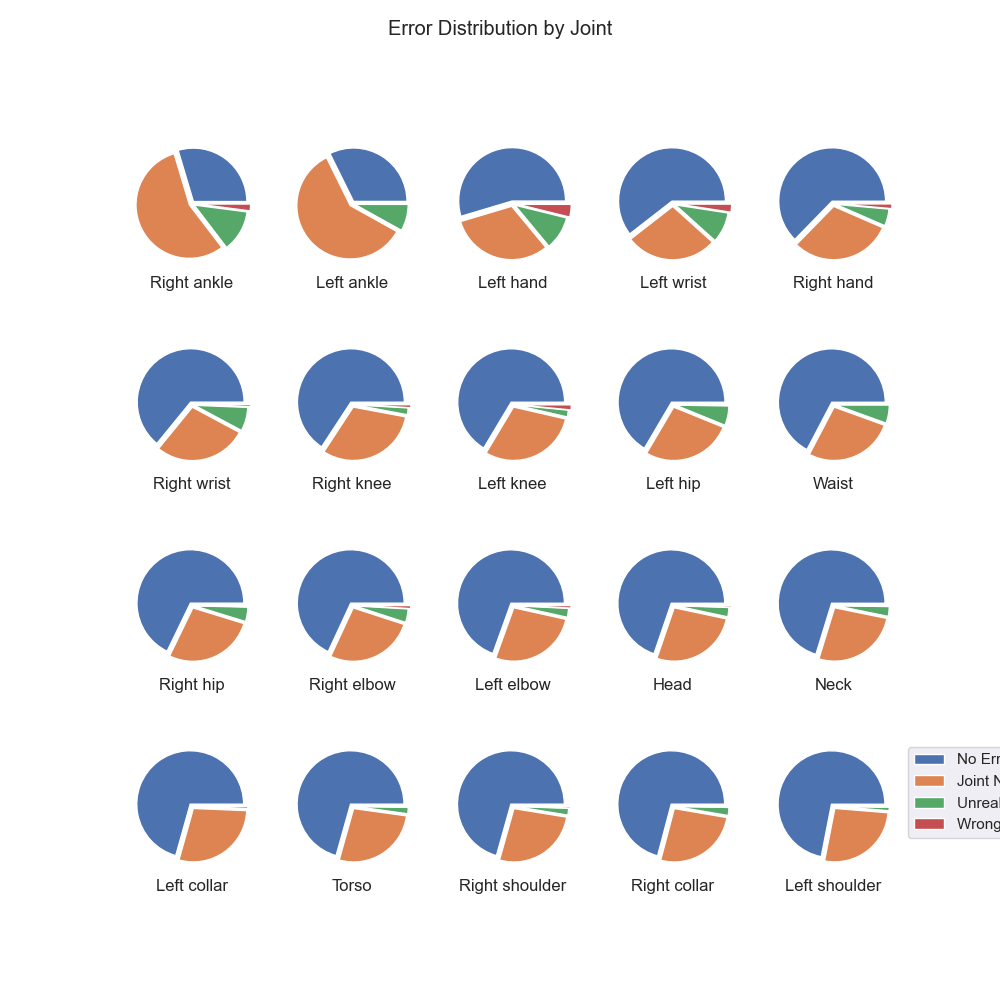 Error Distribution by Joint
Right ankle
Left ankle
Left hand
Left wrist
Right hand
Right wrist
Right knee
Left knee
Left hip
Waist
Right hip
Right elbow
Left elbow
Head
Neck
Left collar
Torso
Right shoulder
Right collar
Left shoulder
No
Joint
Wrong